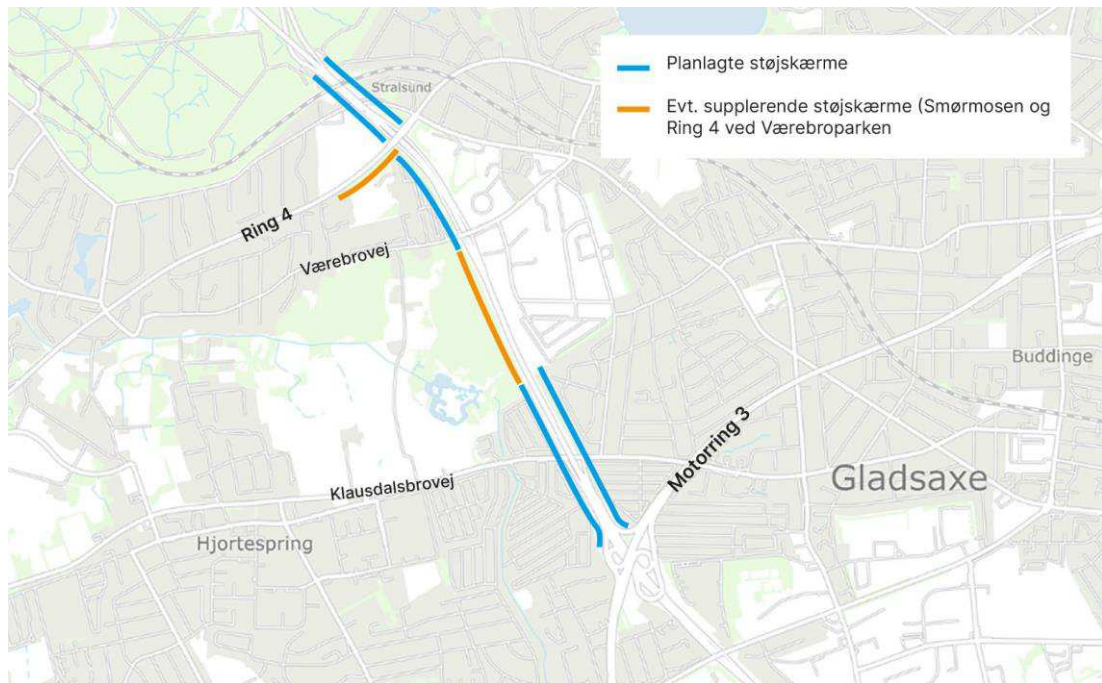 Planlagte støjskærme
Evt. supplerende støjskærme (Smørmosen og
Ring 4 ved Værebroparken
Stralsund
Ring 4
Værebrovej
Buddinge
Motorring 3
Gladsaxe
Klausdalsbrovej
Hjortespring